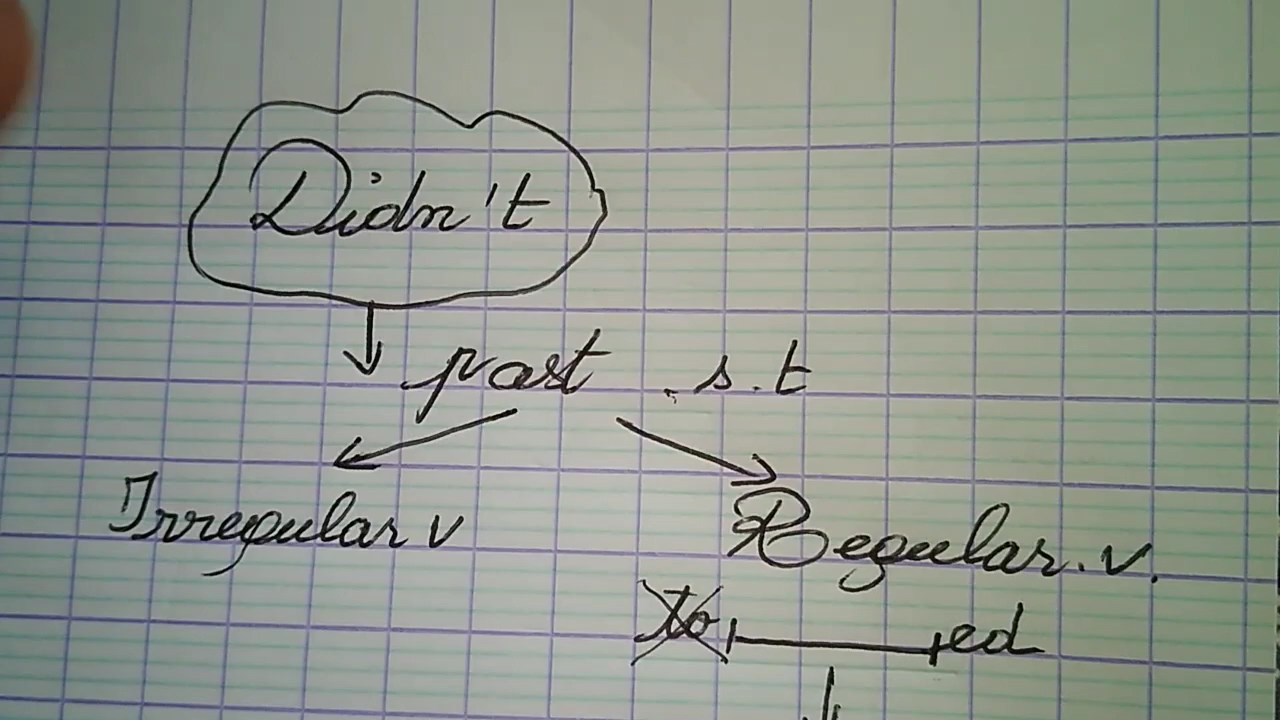 Didn't
past .s.t
Irregular v
Regular.v.
to ed